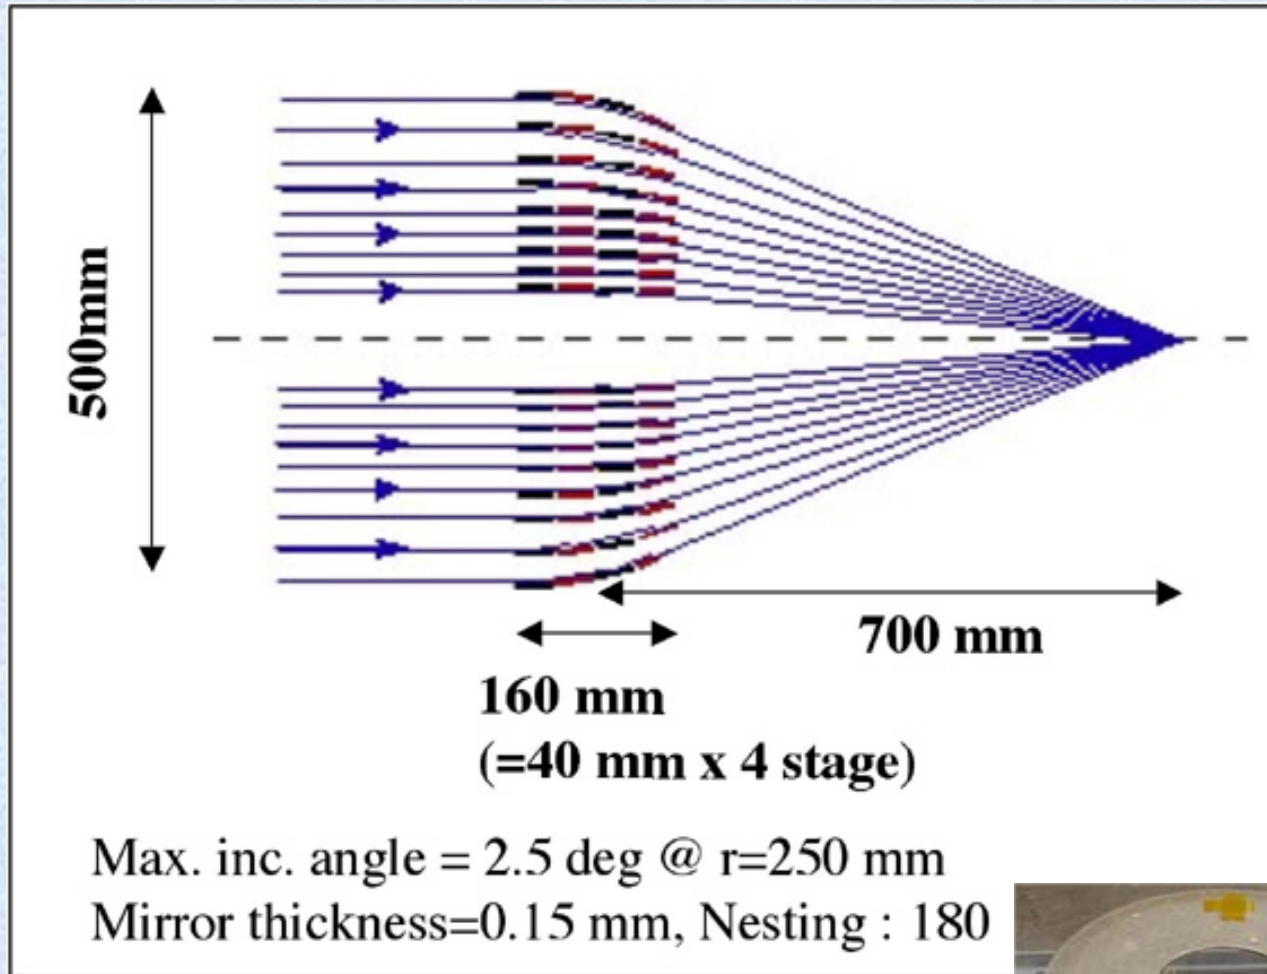 500mm
700 mm
160 mm
(=40 mm x 4 stage)
Max. inc. angle = 2.5 deg @ r=250 mm
Mirror thickness=0.15 mm, Nesting : 180